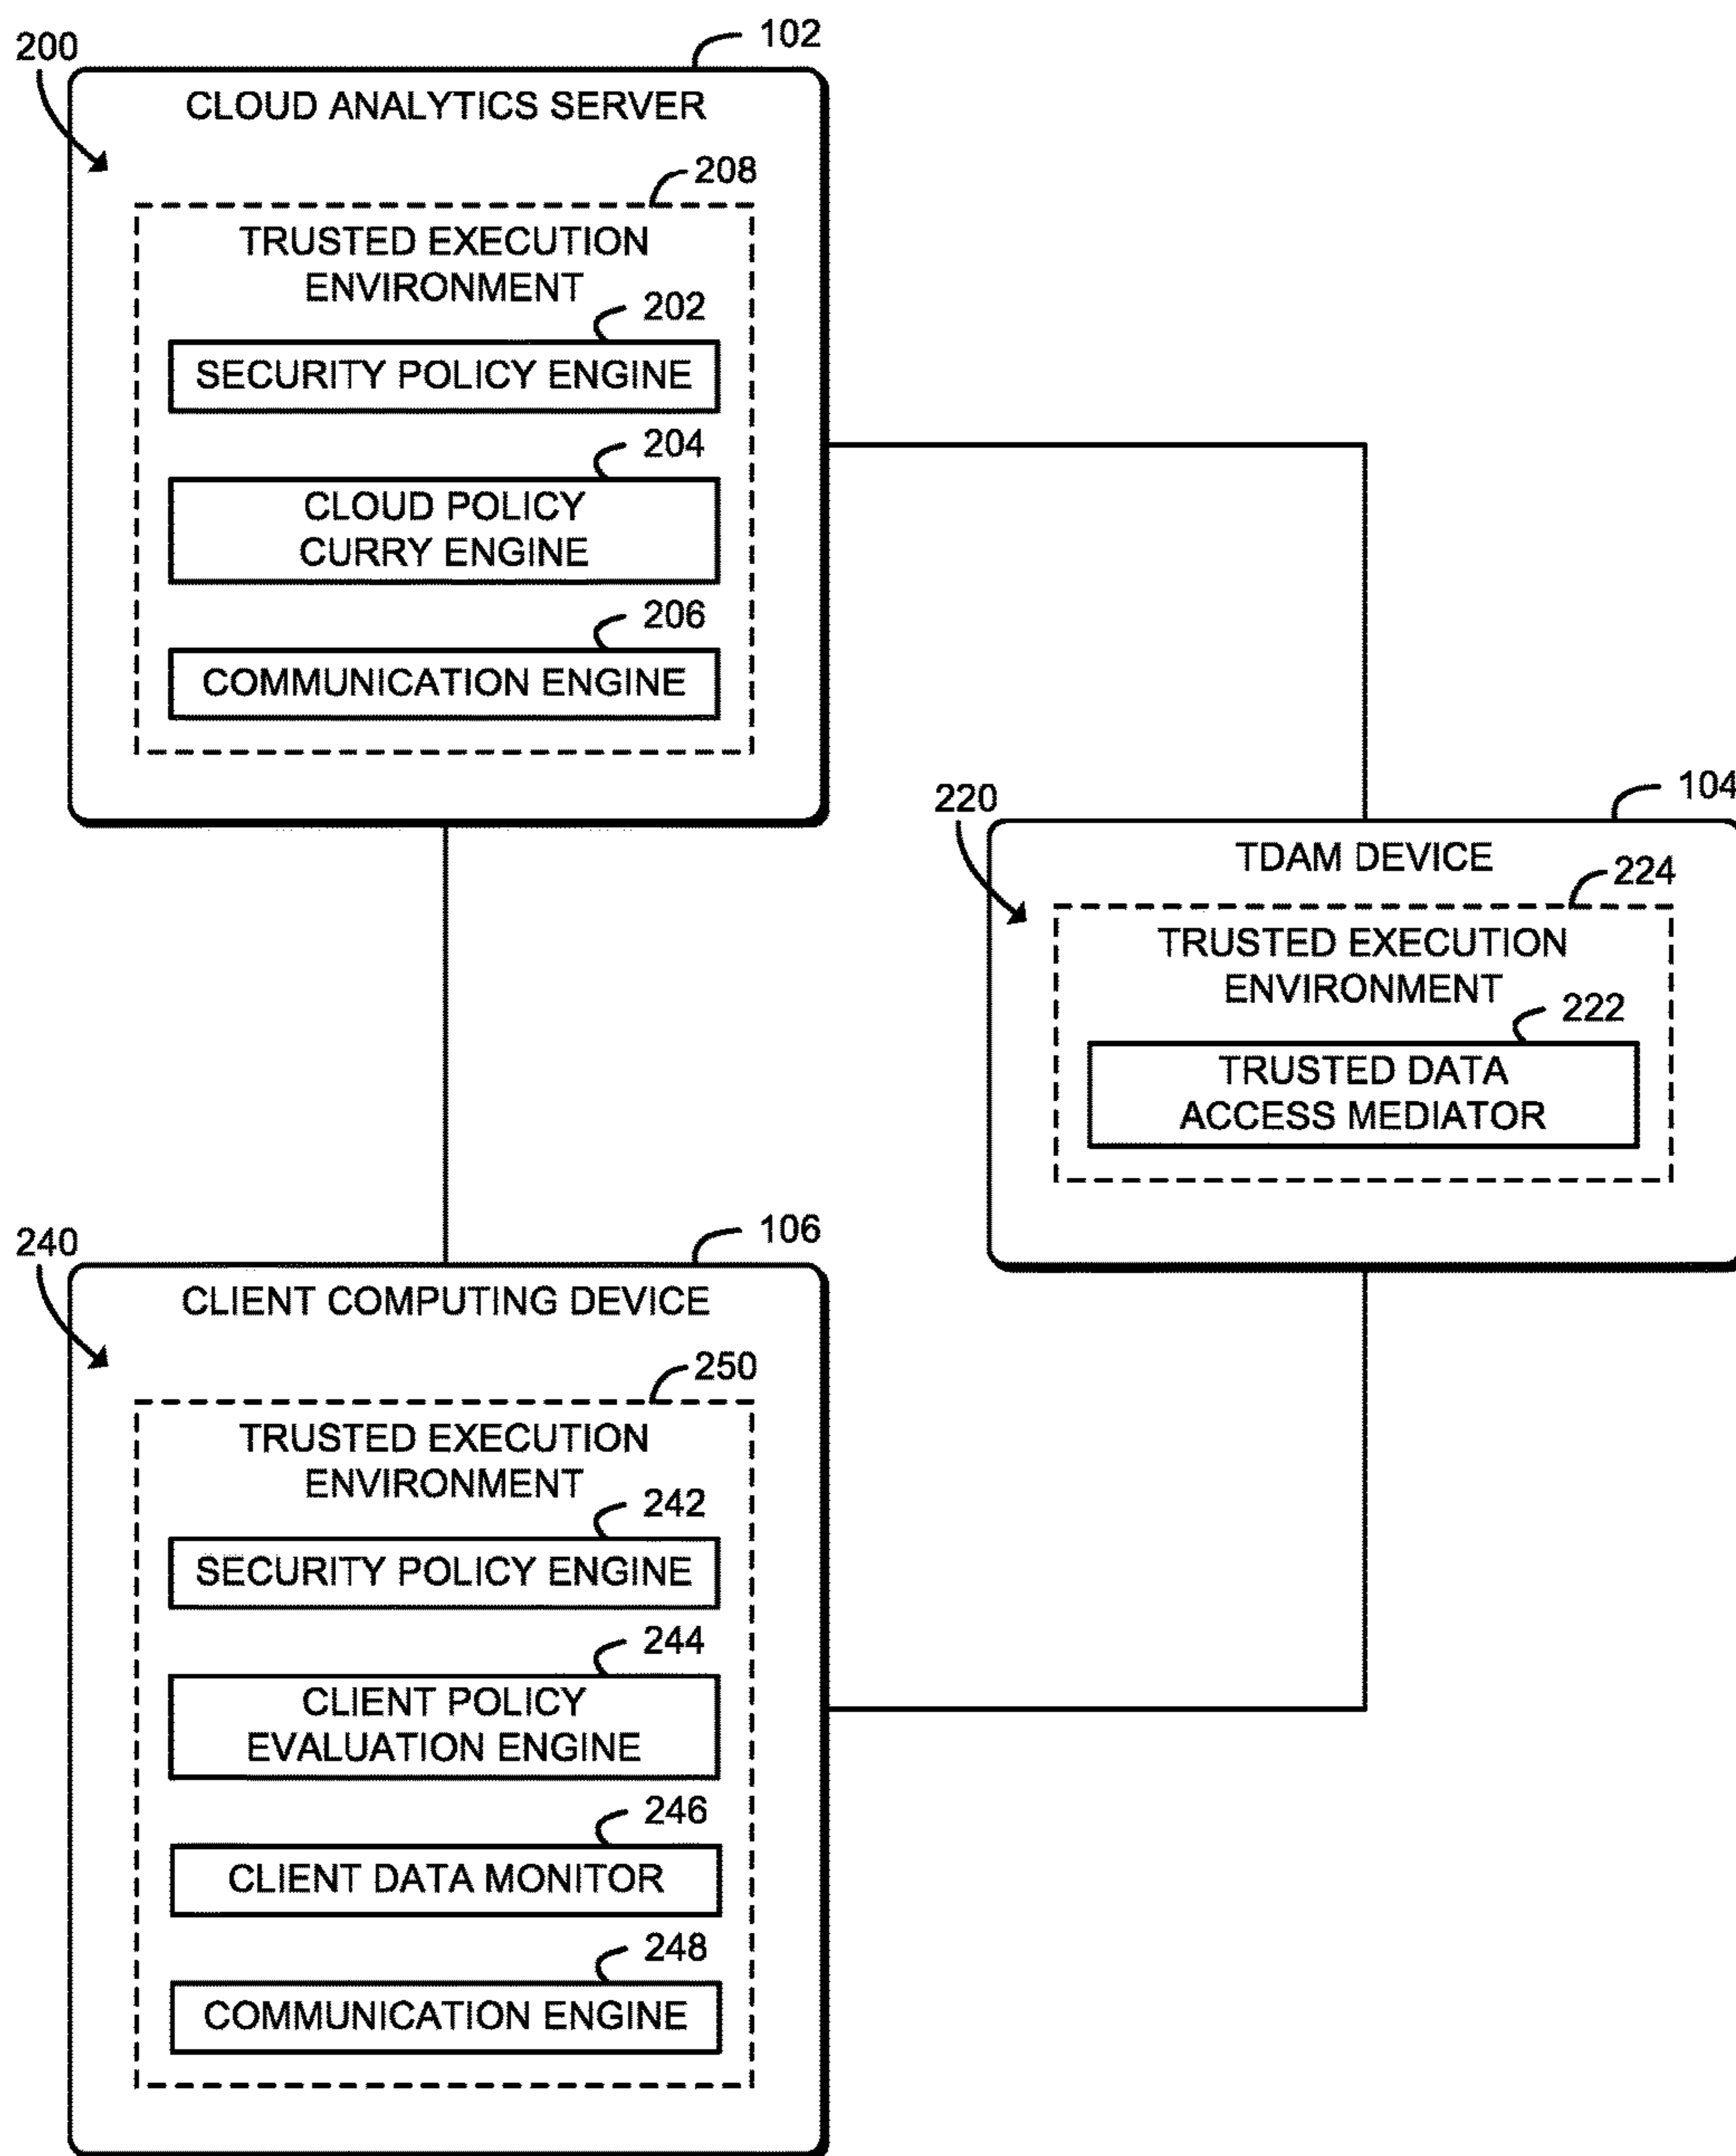 200
102
CLOUD ANALYTICS SERVER
208
TRUSTED EXECUTION
ENVIRONMENT
202
SECURITY POLICY ENGINE
204
CLOUD POLICY
CURRY ENGINE
206
COMMUNICATION ENGINE
220
104
TDAM DEVICE
224
TRUSTED EXECUTION
ENVIRONMENT
222
TRUSTED DATA
ACCESS MEDIATOR
240
106
CLIENT COMPUTING DEVICE
250
TRUSTED EXECUTION
ENVIRONMENT
242
SECURITY POLICY ENGINE
244
CLIENT POLICY
EVALUATION ENGINE
246
CLIENT DATA MONITOR
248
COMMUNICATION ENGINE